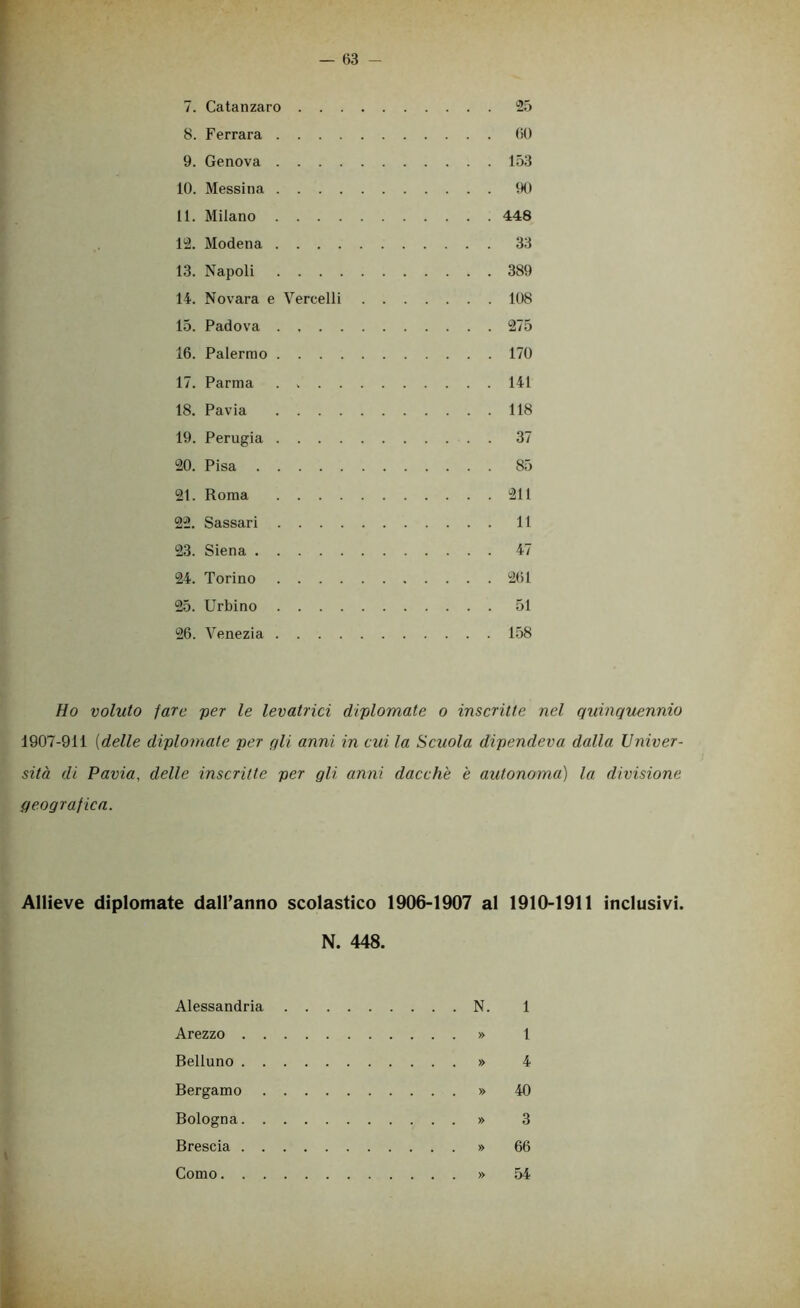 — 63 —
7. Catanzaro . . . . . . . . . . 25
8. Ferrara . . . . . . . . . . . 60
9. Genova . . . . . . . . . . . 153
10. Messina . . . . . . . . . . . 90
11. Milano . . . . . . . . . . . 448
12. Modena . . . . . . . . . . . 33
13. Napoli . . . . . . . . . . . 389
14. Novara e Vercelli . . . . . . . 108
15. Padova . . . . . . . . . . . 275
16. Palermo . . . . . . . . . . . 170
17. Parma . . . . . . . . . . . 141
18. Pavia . . . . . . . . . . . 118
19. Perugia . . . . . . . . . . . 37
20. Pisa . . . . . . . . . . . . 85
21. Roma . . . . . . . . . . . 211
22. Sassari . . . . . . . . . . . 11
23. Siena . . . . . . . . . . . . 47
24. Torino . . . . . . . . . . . 261
25. Urbino . . . . . . . . . . . 51
26. Venezia . . . . . . . . . . . 158
Ho voluto fare per le levatrici diplomate o inscritte nel quinquennio
1907-911 (delle diplomate per gli anni in cui la Scuola dipendeva dalla Univer-
sità di Pavia, delle inscritte per gli anni dacchè è autonoma) la divisione
geografica.
Allieve diplomate dall'anno scolastico 1906-1907 al 1910-1911 inclusivi.
N. 448.
Alessandria . . . . . . . . . N. 1
Arezzo . . . . . . . . . . . » 1
Belluno . . . . . . . . . . . » 4
Bergamo . . . . . . . . . . » 40
Bologna. . . . . . . . . . . » 3
Brescia . . . . . . . . . . . » 66
Como. . . . . . . . . . . . » 54